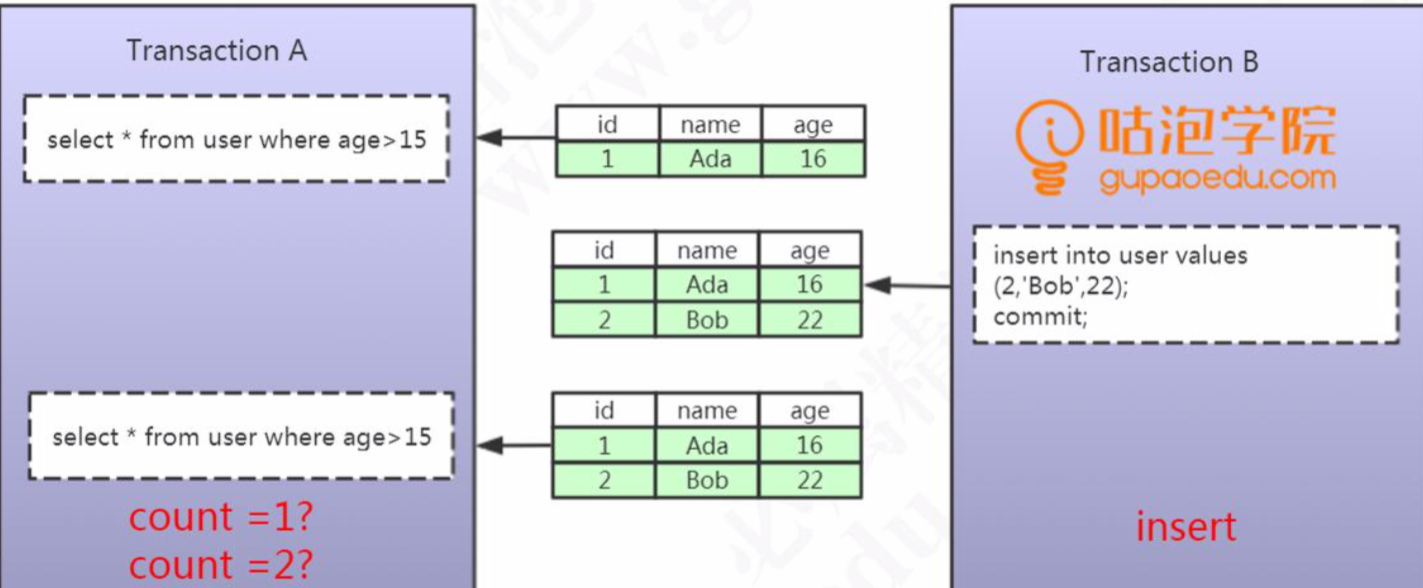 Transaction A
select * from user where age>15
id name age
1 Ada 16
Transaction B
咕泡学院
gupaoedu.com
id name age
1 Ada 16
2 Bob 22
insert into user values
(2,'Bob',22);
commit;
select * from user where age>15
id name age
1 Ada 16
2 Bob 22
count =1?
count =2?
insert